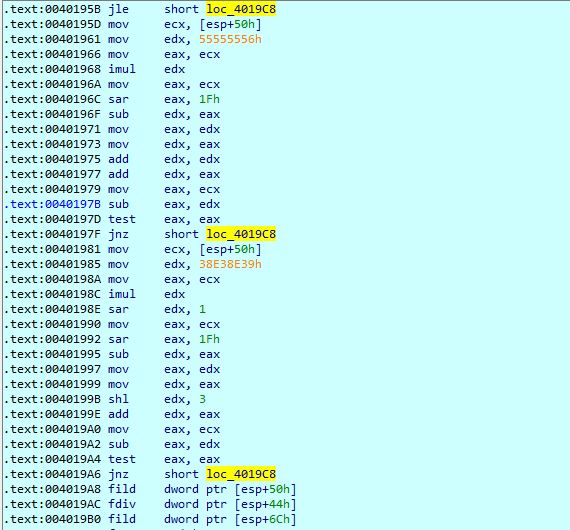 .text:0040195B jle short loc_4019C8
.text:0040195D mov ecx, [esp+50h]
.text:00401961 mov edx, 55555556h
.text:00401966 mov eax, ecx
.text:00401968 imul edx
.text:0040196A mov eax, ecx
.text:0040196C sar eax, 1Fh
.text:0040196F sub edx, eax
.text:00401971 mov eax, edx
.text:00401973 mov edx, eax
.text:00401975 add edx, edx
.text:00401977 add edx, eax
.text:00401979 mov eax, ecx
.text:0040197B sub eax, edx
.text:0040197D test eax, eax
.text:0040197F jnz short loc_4019C8
.text:00401981 mov ecx, [esp+50h]
.text:00401985 mov edx, 38E38E39h
.text:0040198A mov eax, ecx
.text:0040198C imul edx
.text:0040198E sar edx, 1
.text:00401990 mov eax, ecx
.text:00401992 sar eax, 1Fh
.text:00401995 sub edx, eax
.text:00401997 mov eax, edx
.text:00401999 mov edx, eax
.text:0040199B shl edx, 3
.text:0040199E add edx, eax
.text:004019A0 mov eax, ecx
.text:004019A2 sub eax, edx
.text:004019A4 test eax, eax
.text:004019A6 jnz short loc_4019C8
.text:004019A8 fild dword ptr [esp+50h]
.text:004019AC fdiv dword ptr [esp+44h]
.text:004019B0 fild dword ptr [esp+6Ch]